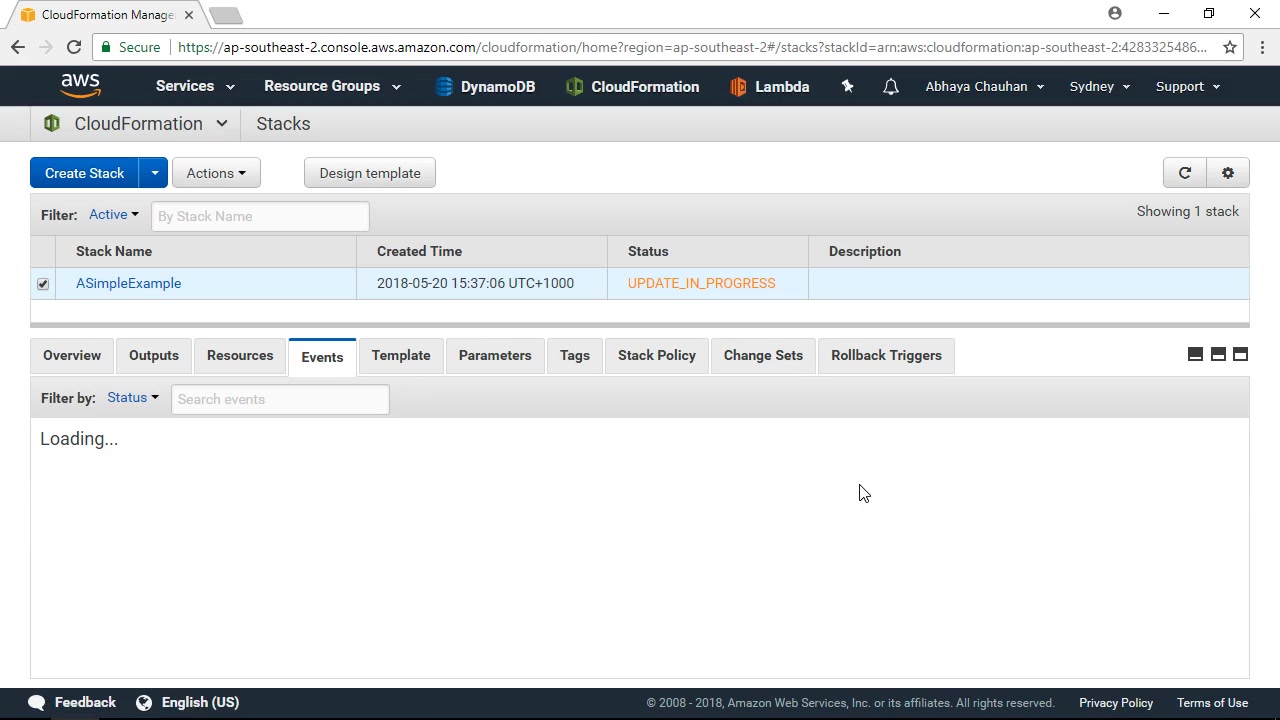 CloudFormation Manage
Secure
https://ap-southeast-2.console.aws.amazon.com/cloudformation/home?region=ap-southeast-2#/stacks?stackId=arn:aws:cloudformation:ap-southeast-2:4283325486...
aws Services Resource Groups DynamoDB CloudFormation Lambda Abhaya Chauhan Sydney Support
CloudFormation Stacks
Create Stack Actions Design template
Filter: Active By Stack Name Showing 1 stack
Stack Name Created Time Status Description
ASimpleExample 2018-05-20 15:37:06 UTC+1000 UPDATE_IN_PROGRESS
Overview Outputs Resources Events Template Parameters Tags Stack Policy Change Sets Rollback Triggers
Filter by: Status Search events
Loading...
Feedback English (US) © 2008 - 2018, Amazon Web Services, Inc. or its affiliates. All rights reserved. Privacy Policy Terms of Use